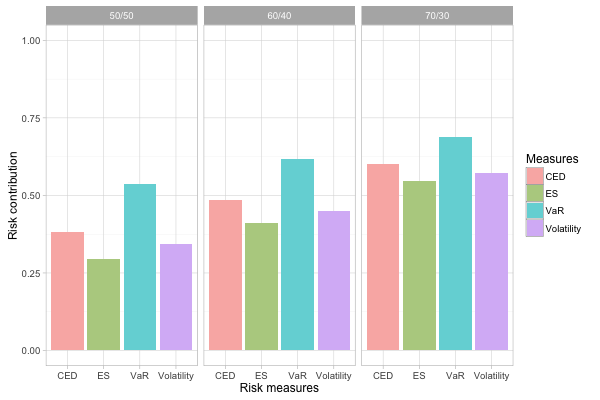 50/50 60/40 70/30
1.00
0.75
0.50
0.25
0.00
Risk contribution
CED ES VaR Volatility CED ES VaR Volatility CED ES VaR Volatility
Risk measures
Measures
CED
ES
VaR
Volatility